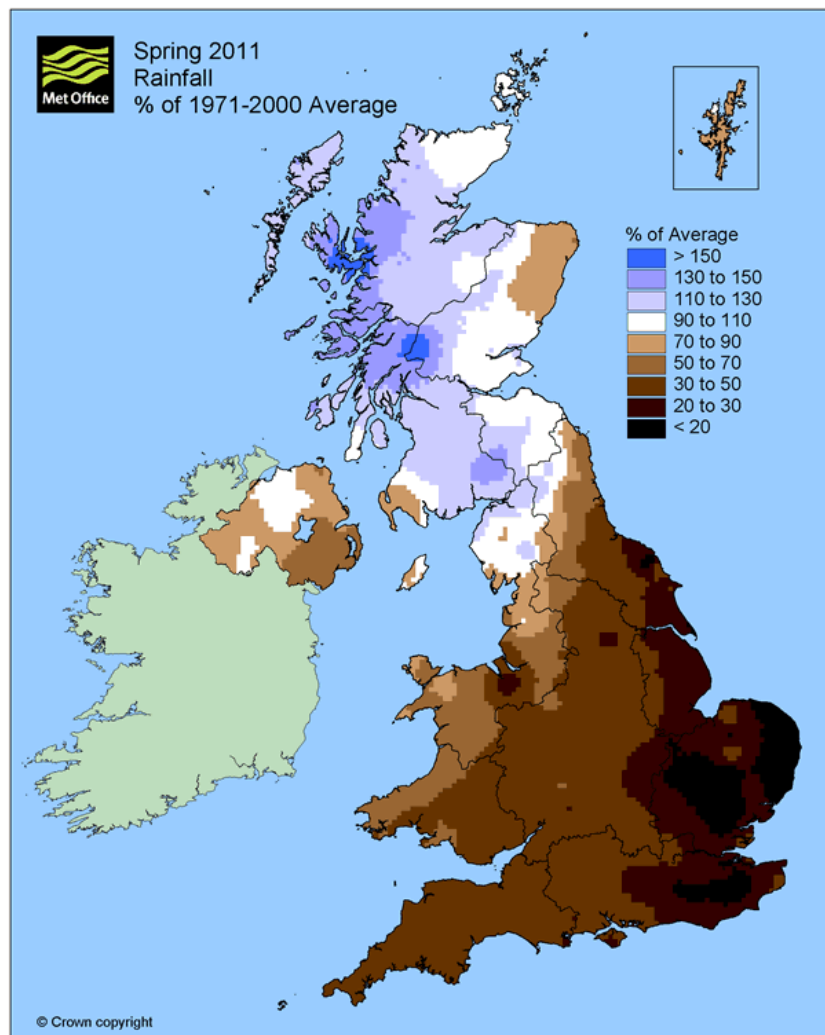 Met Office
Spring 2011
Rainfall
% of 1971-2000 Average
% of Average
> 150
130 to 150
110 to 130
90 to 110
70 to 90
50 to 70
30 to 50
20 to 30
< 20
© Crown copyright